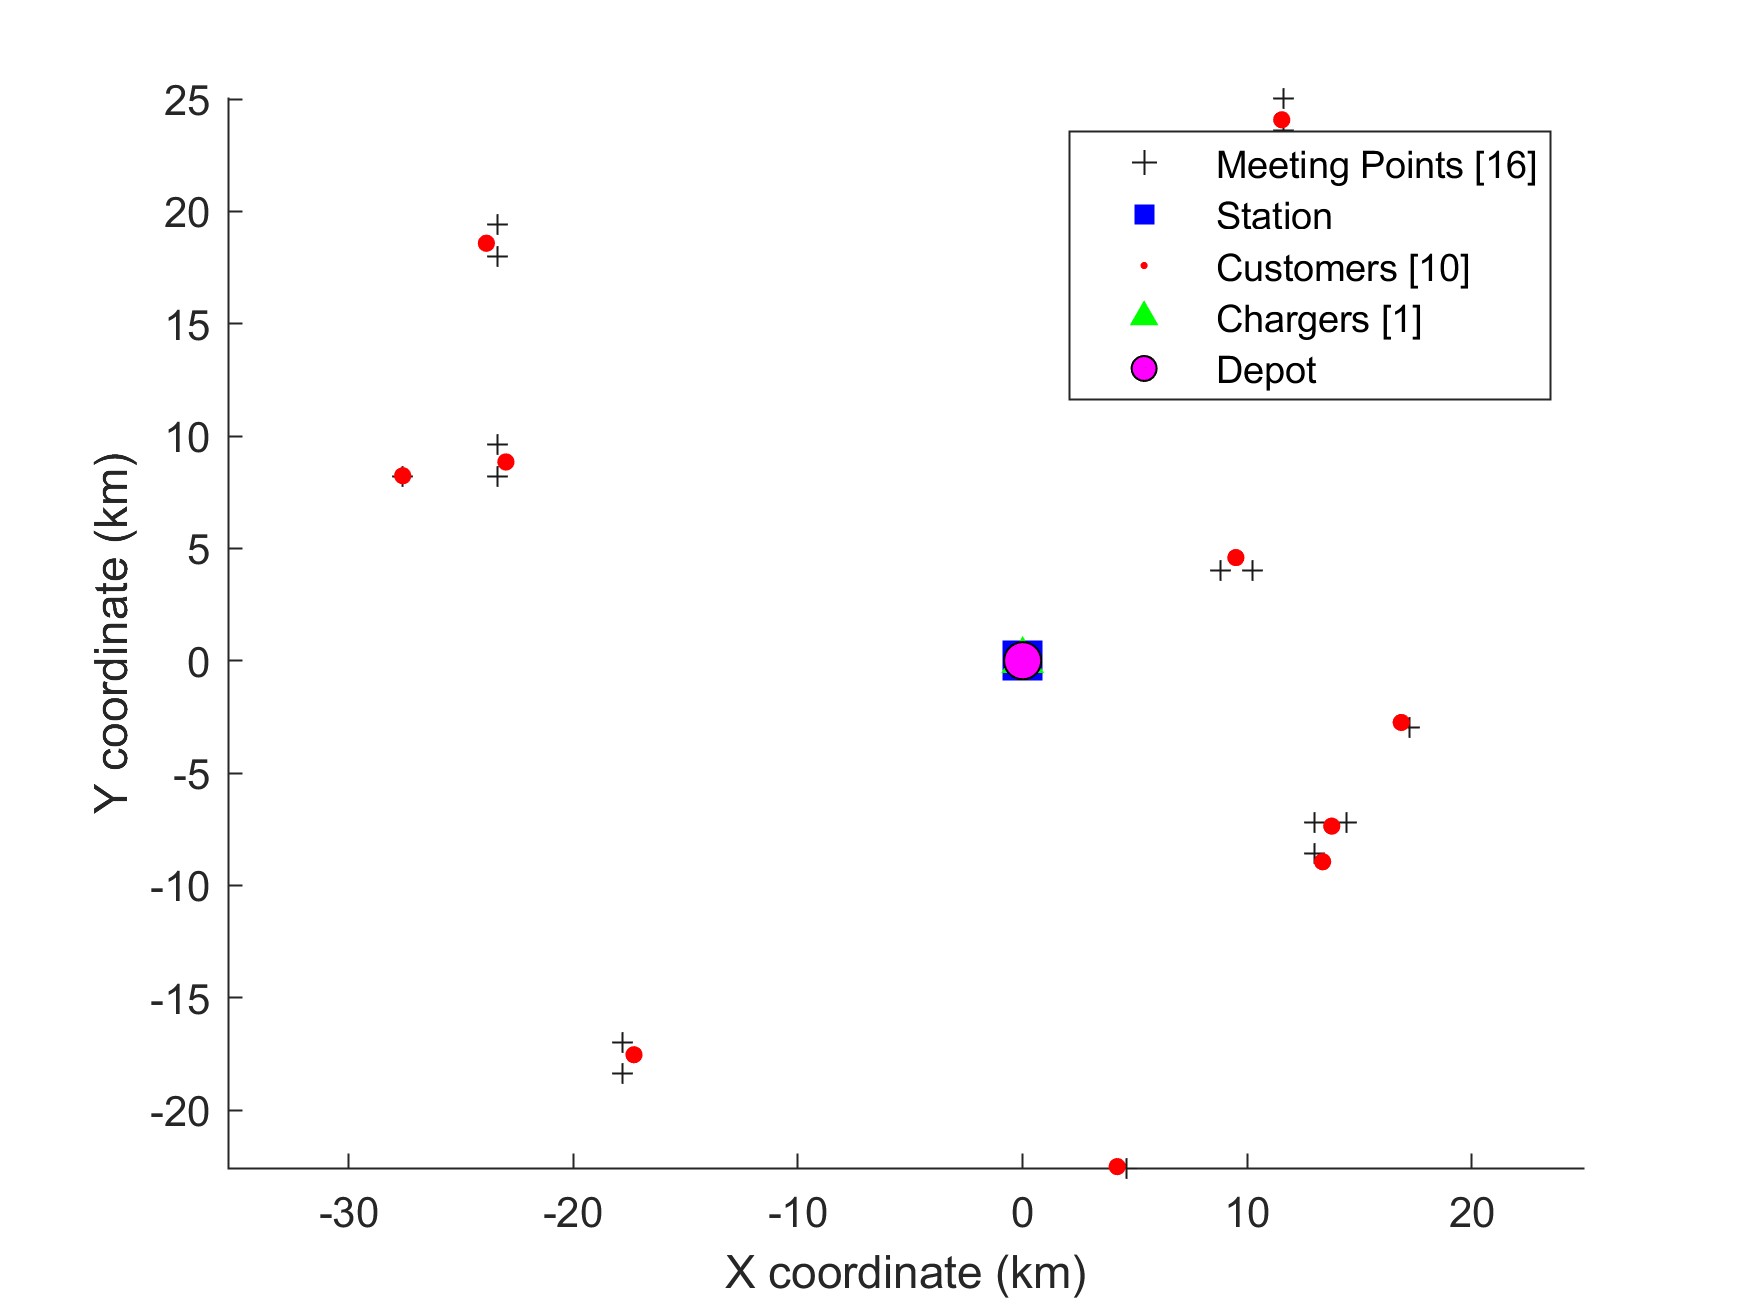 25
20
15
10
5
0
-5
-10
-15
-20
Y coordinate (km)
Meeting Points [16]
Station
Customers [10]
Chargers [1]
Depot
-30 -20 -10 0 10 20
X coordinate (km)